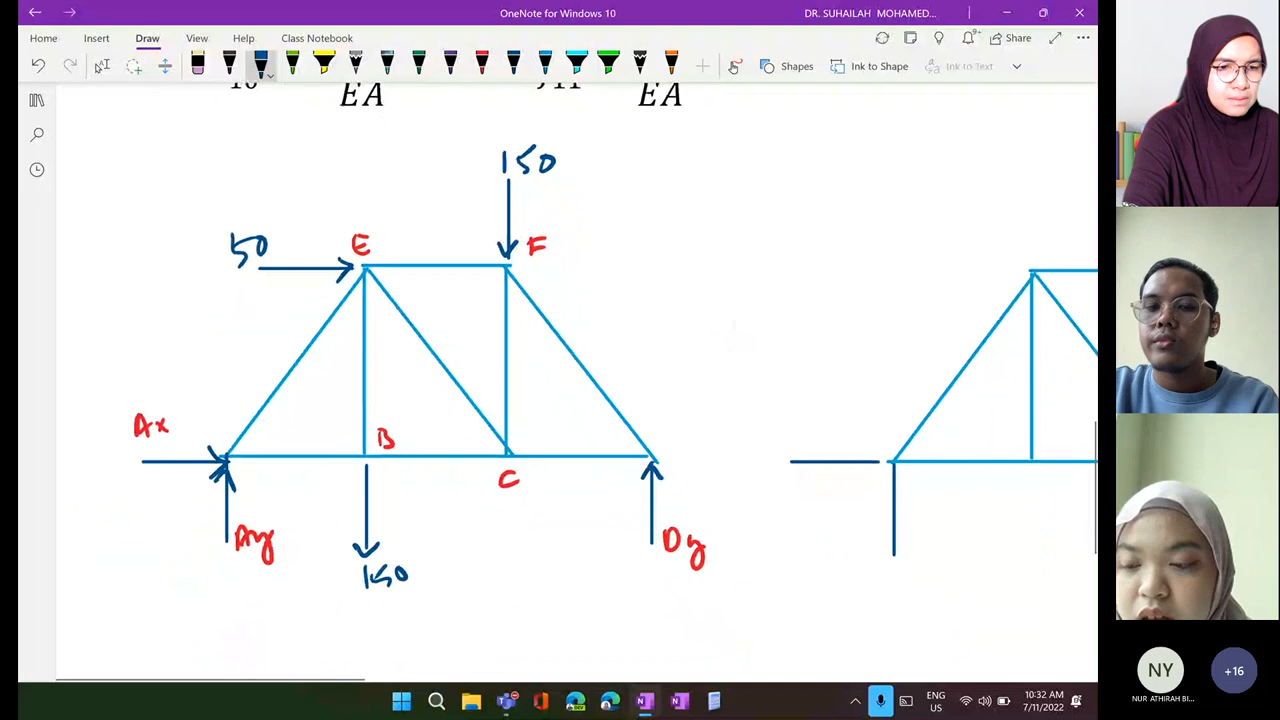 OneNote for Windows 10
DR. SUHAILAH MOHAMED...
Home Insert Draw View Help Class Notebook
Share
Shapes
Ink to Shape
Ink to Text
EA
EA
150
50
E
F
Ax
B
C
Ay
Dy
150
NY
+16
NUR ATHIRAH BI...
ENG
US
10:32 AM
7/11/2022